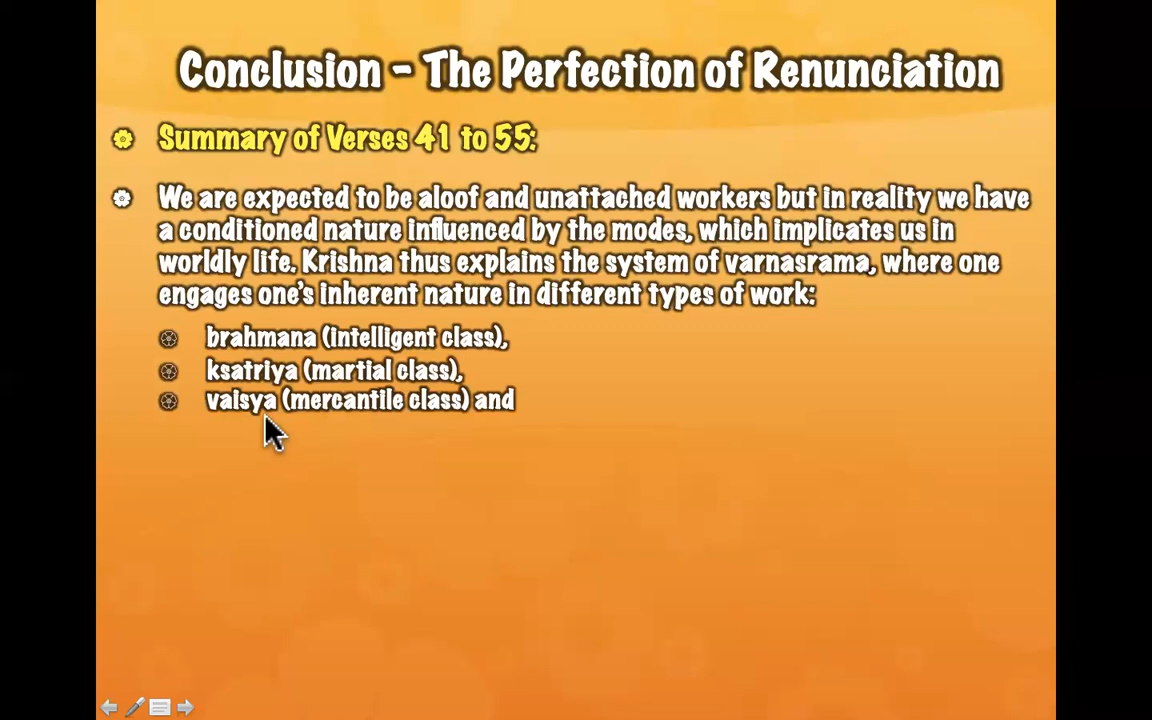 Conclusion - The Perfection of Renunciation
Summary of Verses 41 to 55:
We are expected to be aloof and unattached workers but in reality we have
a conditioned nature influenced by the modes, which implicates us in
worldly life. Krishna thus explains the system of varnasrama, where one
engages one's inherent nature in different types of work:
brahmana (intelligent class),
ksatriya (martial class),
vaisya (mercantile class) and